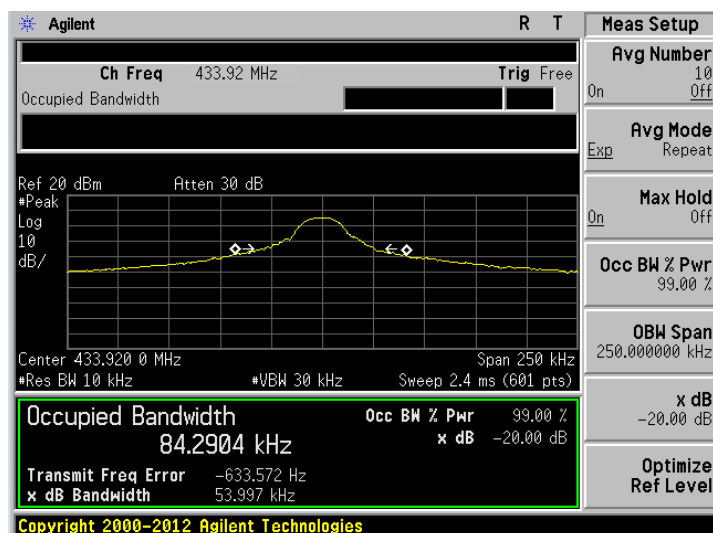 Agilent R T
Ch Freq 433.92 MHz Trig Free
Occupied Bandwidth
Ref 20 dBm Atten 30 dB
#Peak
Log
10
dB/
Center 433.920 0 MHz Span 250 kHz
#Res BW 10 kHz #VBW 30 kHz Sweep 2.4 ms (601 pts)
Occupied Bandwidth Occ BW % Pwr 99.00 %
84.2904 kHz x dB -20.00 dB
Transmit Freq Error -633.572 Hz
x dB Bandwidth 53.997 kHz
Copyright 2000-2012 Agilent Technologies
Meas Setup
Avg Number
10
On Off
Avg Mode
Exp Repeat
Max Hold
On Off
Occ BW % Pwr
99.00 %
OBW Span
250.000000 kHz
x dB
-20.00 dB
Optimize
Ref Level